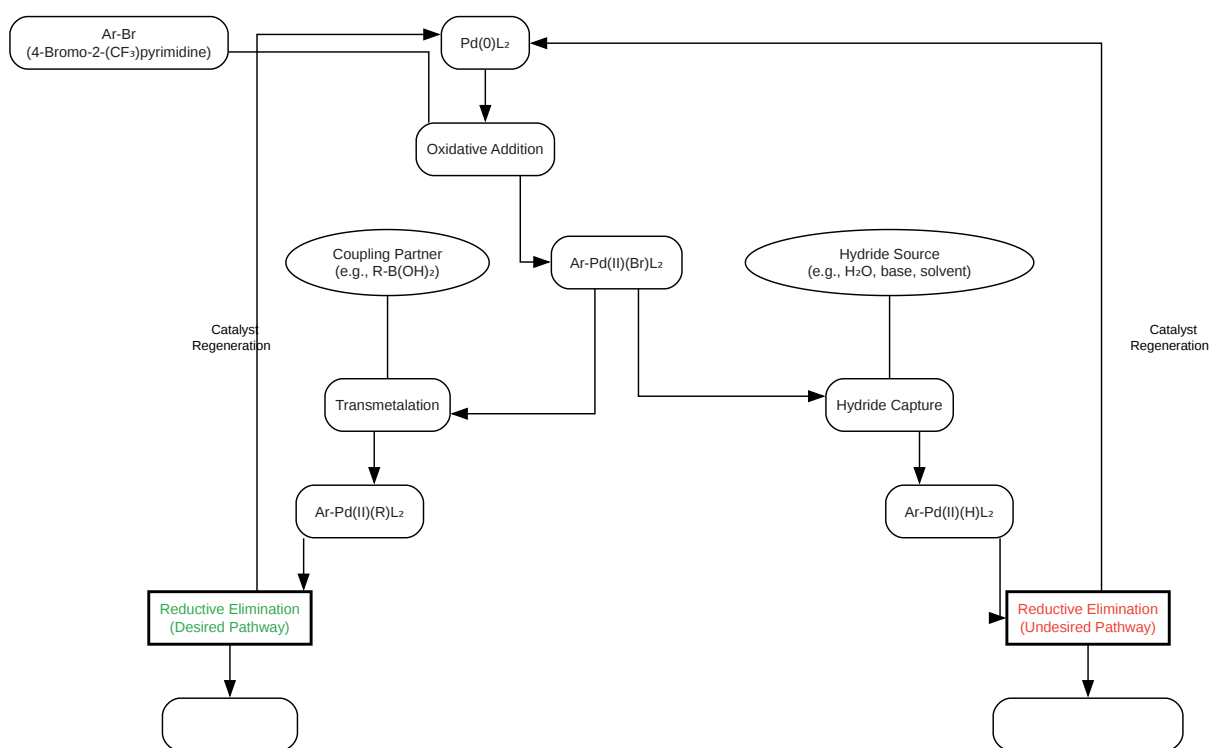 Ar-Br
(4-Bromo-2-(CF₃)pyrimidine)
Pd(0)L₂
Oxidative Addition
Coupling Partner
(e.g., R-B(OH)₂)
Ar-Pd(II)(Br)L₂
Hydride Source
(e.g., H₂O, base, solvent)
Catalyst
Regeneration
Catalyst
Regeneration
Transmetalation
Hydride Capture
Ar-Pd(II)(R)L₂
Ar-Pd(II)(H)L₂
Reductive Elimination
(Desired Pathway)
Reductive Elimination
(Undesired Pathway)